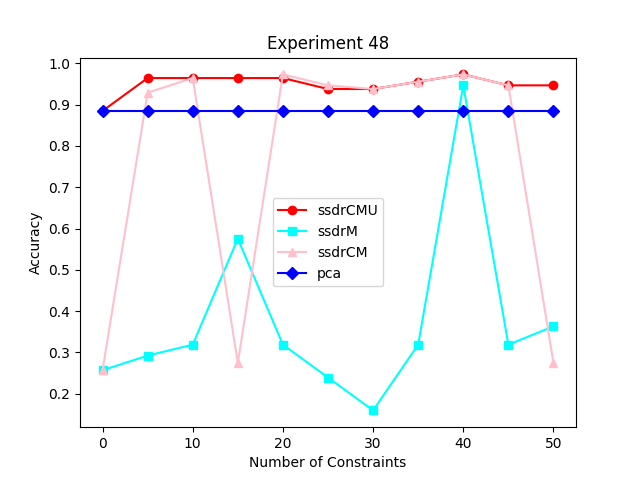 Experiment 48
Accuracy
1.0
0.9
0.8
0.7
0.6
0.5
0.4
0.3
0.2
ssdrCMU
ssdrM
ssdrCM
pca
0 10 20 30 40 50
Number of Constraints